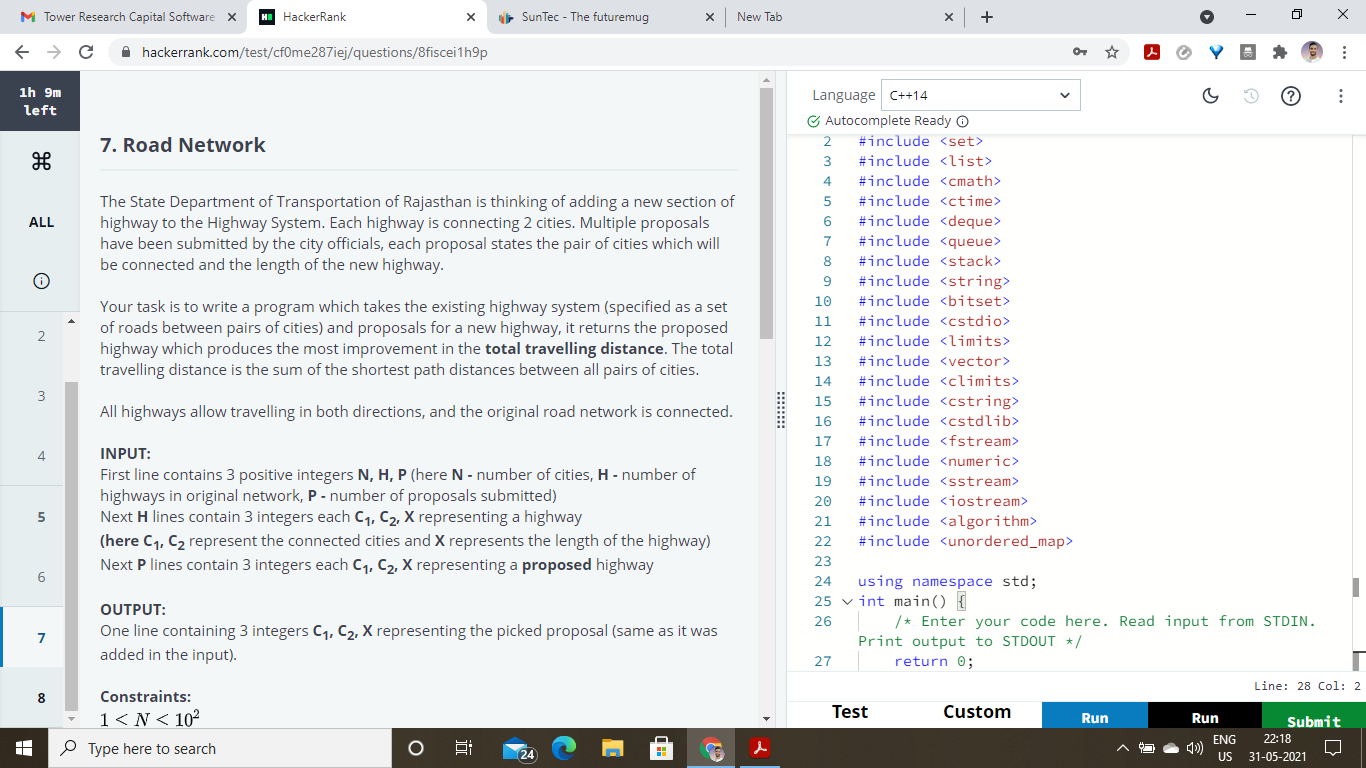 Tower Research Capital Software
HackerRank
SunTec - The futuremug
New Tab
hackerrank.com/test/cf0me287iej/questions/8fiscei1h9p
1h 9m
left
ALL
2
3
4
5
6
7
8
7. Road Network
The State Department of Transportation of Rajasthan is thinking of adding a new section of
highway to the Highway System. Each highway is connecting 2 cities. Multiple proposals
have been submitted by the city officials, each proposal states the pair of cities which will
be connected and the length of the new highway.
Your task is to write a program which takes the existing highway system (specified as a set
of roads between pairs of cities) and proposals for a new highway, it returns the proposed
highway which produces the most improvement in the total travelling distance. The total
travelling distance is the sum of the shortest path distances between all pairs of cities.
All highways allow travelling in both directions, and the original road network is connected.
INPUT:
First line contains 3 positive integers N, H, P (here N - number of cities, H - number of
highways in original network, P - number of proposals submitted)
Next H lines contain 3 integers each C1, C2, X representing a highway
(here C1, C2 represent the connected cities and X represents the length of the highway)
Next P lines contain 3 integers each C1, C2, X representing a proposed highway
OUTPUT:
One line containing 3 integers C1, C2, X representing the picked proposal (same as it was
added in the input).
Constraints:
1 < N < 10²
Language
C++14
Autocomplete Ready
2 #include <set>
3 #include <list>
4 #include <cmath>
5 #include <ctime>
6 #include <deque>
7 #include <queue>
8 #include <stack>
9 #include <string>
10 #include <bitset>
11 #include <cstdio>
12 #include <limits>
13 #include <vector>
14 #include <climits>
15 #include <cstring>
16 #include <cstdlib>
17 #include <fstream>
18 #include <numeric>
19 #include <sstream>
20 #include <iostream>
21 #include <algorithm>
22 #include <unordered_map>
23
24 using namespace std;
25 int main() {
26 /* Enter your code here. Read input from STDIN.
Print output to STDOUT */
27 return 0;
Line: 28 Col: 2
Test
Custom
Run
Run
Submit
Type here to search
24
ENG
US
22:18
31-05-2021